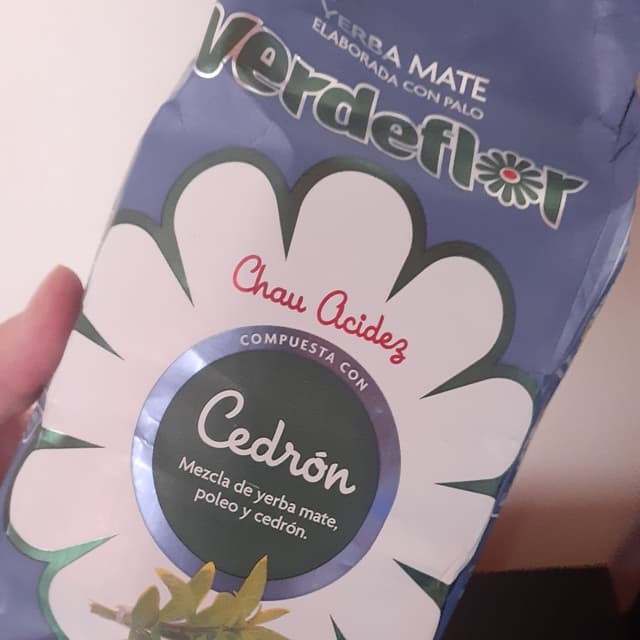 YERBA MATE
ELABORADA CON PALO
verdeflor
Chau Acidez
COMPUESTA CON
Cedrón
Mezcla de yerba mate,
poleo y cedrón.